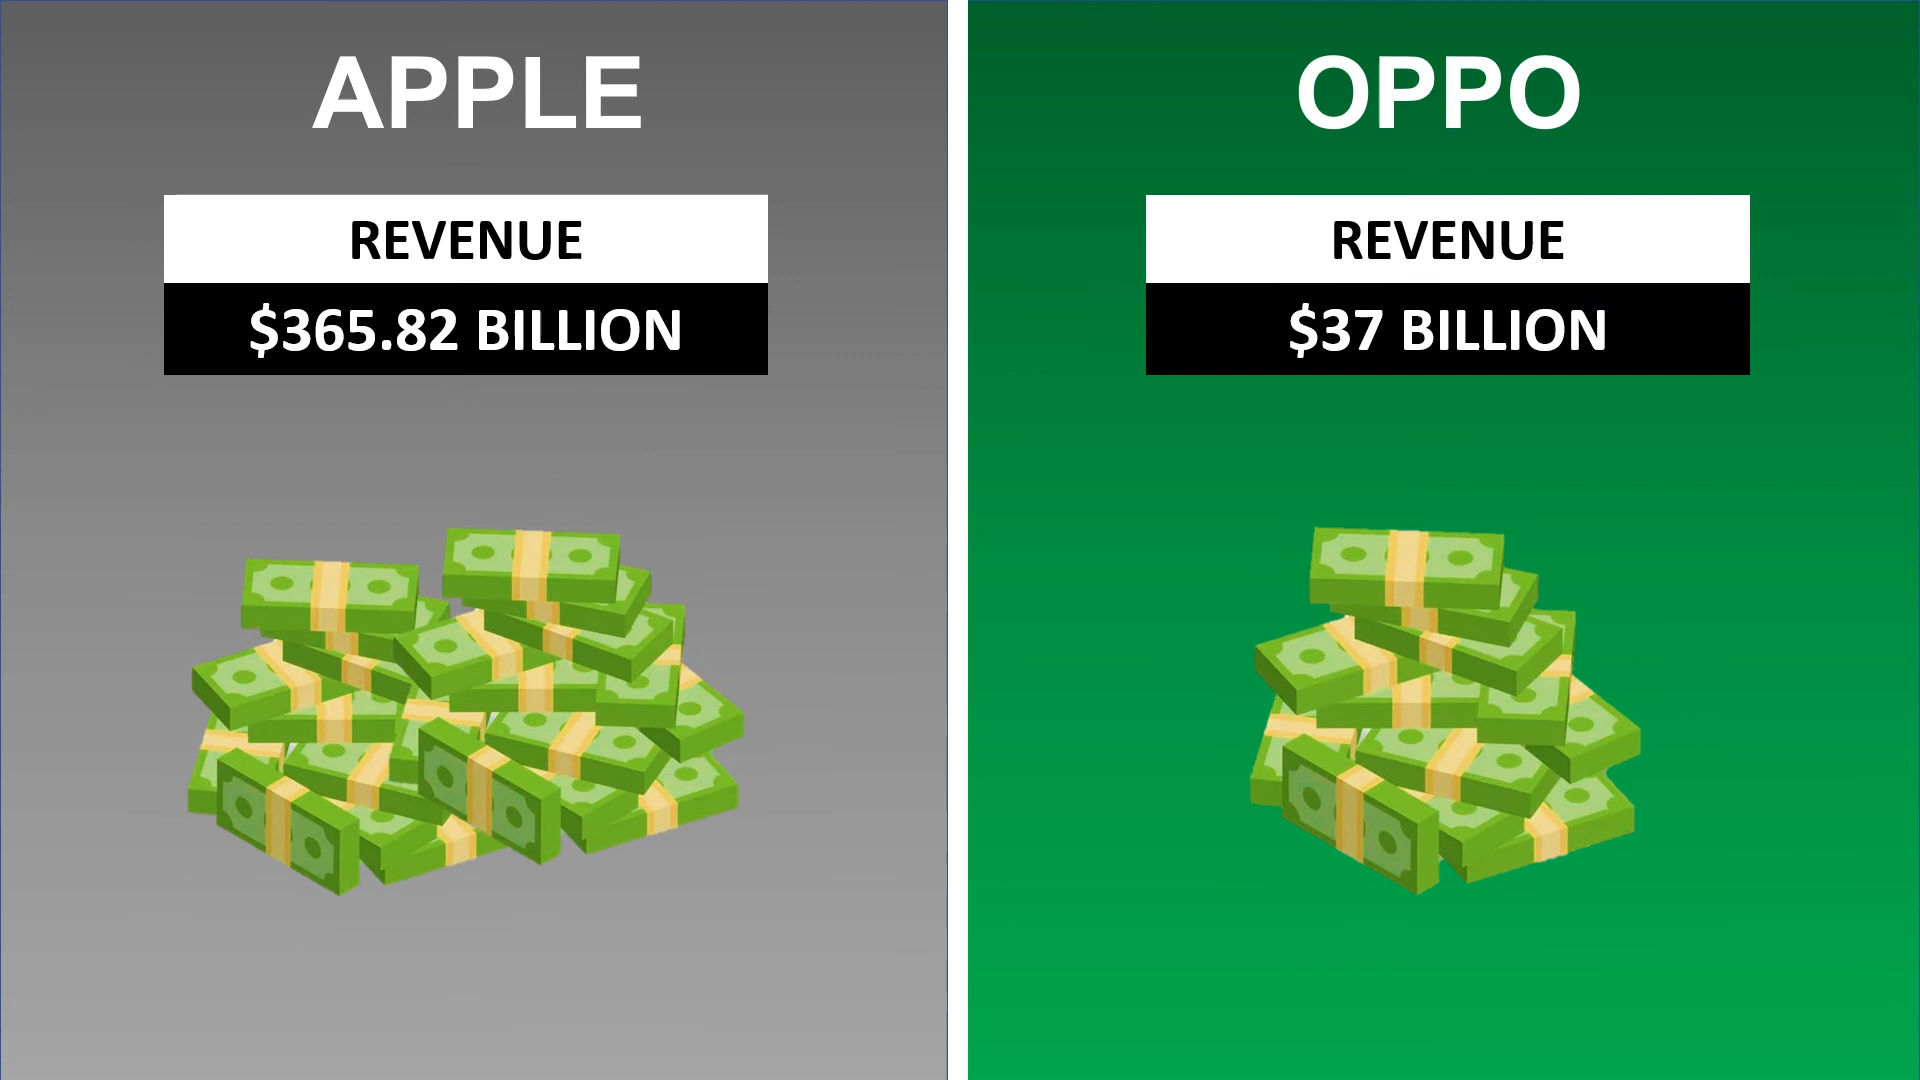 APPLE
REVENUE
$365.82 BILLION
OPPO
REVENUE
$37 BILLION